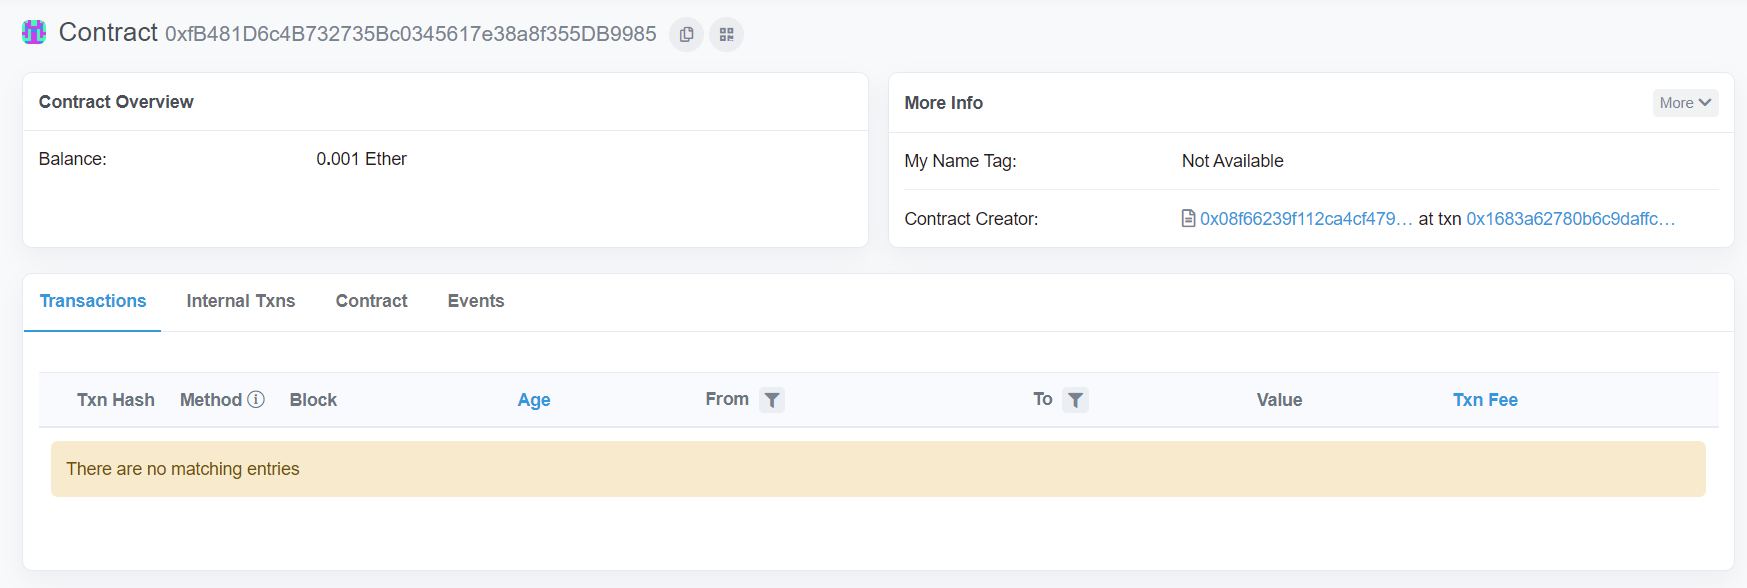 Contract 0xfB481D6c4B732735Bc0345617e38a8f355DB9985
Contract Overview
Balance: 0.001 Ether
More Info
More
My Name Tag: Not Available
Contract Creator: 0x08f66239f112ca4cf479... at txn 0x1683a62780b6c9daffc...
Transactions Internal Txns Contract Events
Txn Hash Method Block Age From To Value Txn Fee
There are no matching entries